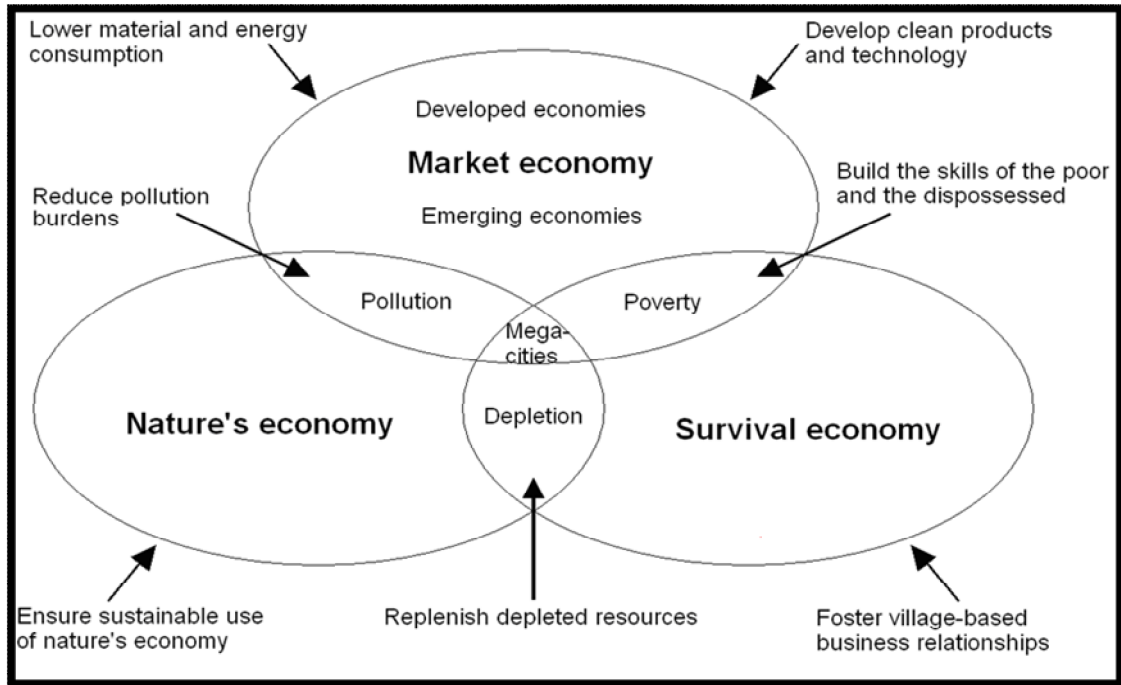 Lower material and energy
consumption
Develop clean products
and technology
Developed economies
Market economy
Emerging economies
Reduce pollution
burdens
Build the skills of the poor
and the dispossessed
Pollution
Poverty
Mega-
cities
Nature's economy
Depletion
Survival economy
Ensure sustainable use
of nature's economy
Replenish depleted resources
Foster village-based
business relationships